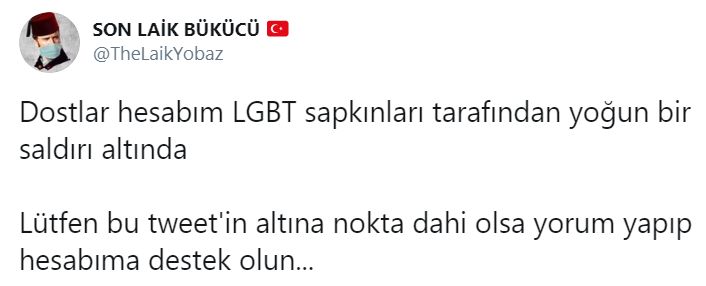 SON LAİK BÜKÜCÜ 🇹🇷
@TheLaikYobaz
Dostlar hesabım LGBT sapkınları tarafından yoğun bir
saldırı altında
Lütfen bu tweet'in altına nokta dahi olsa yorum yapıp
hesabıma destek olun...